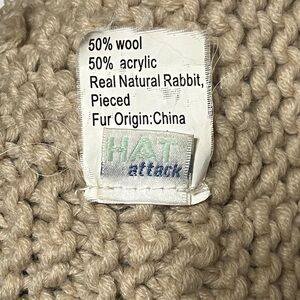 50% wool
50% acrylic
Real Natural Rabbit,
Pieced
Fur Origin:China
HAT
attack